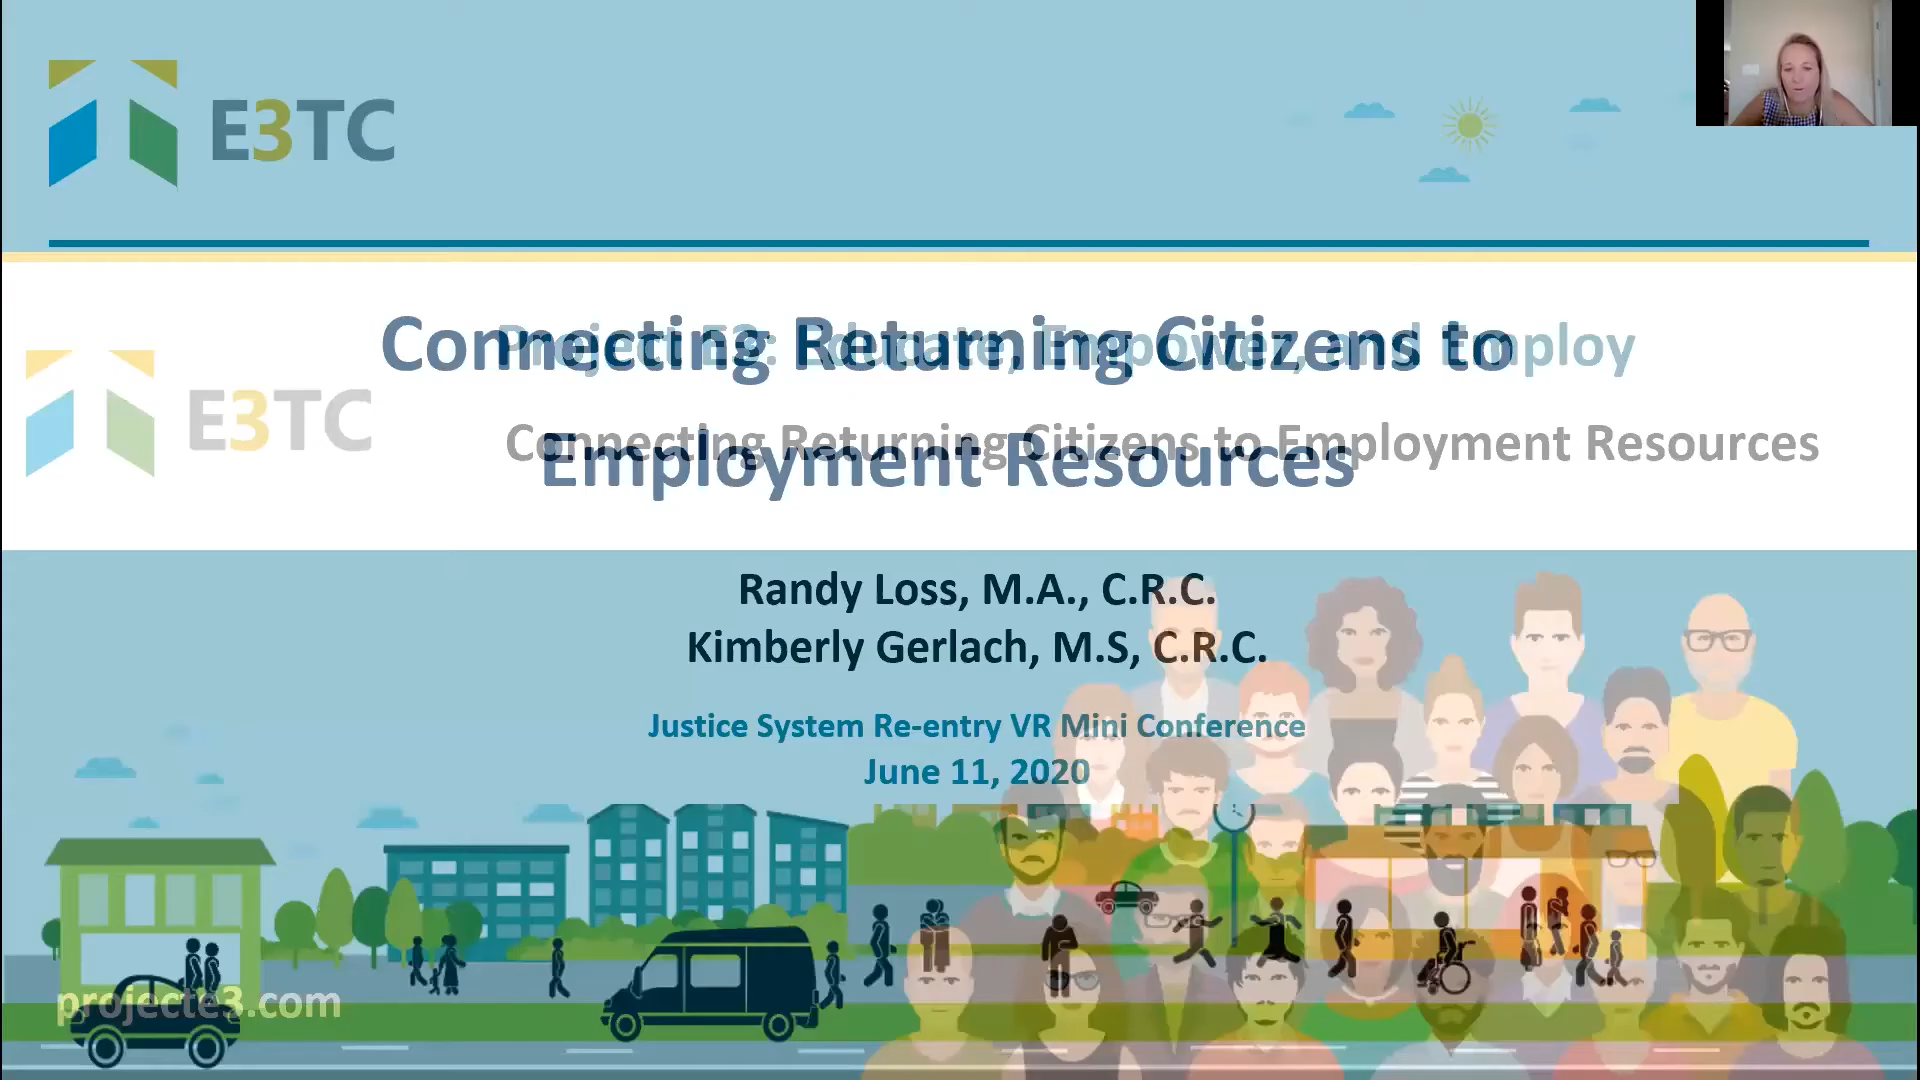 E3TC
Connecting Returning Citizens to
Employment Resources
Project E3: Educate, Empower, and Employ
Connecting Returning Citizens to Employment Resources
E3TC
Randy Loss, M.A., C.R.C.
Kimberly Gerlach, M.S, C.R.C.
Justice System Re-entry VR Mini Conference
June 11, 2020
projecte3.com